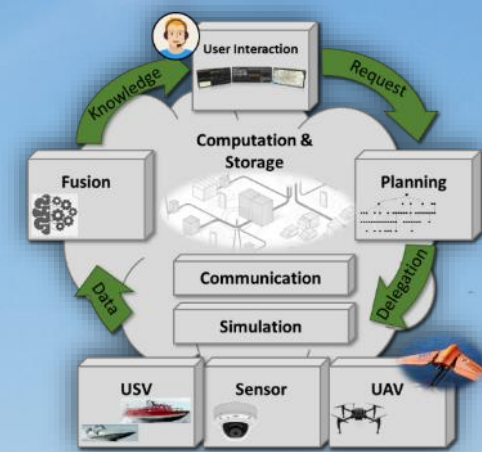 User Interaction
Knowledge
Request
Computation &
Storage
Fusion
Planning
Communication
Data
Delegation
Simulation
USV
Sensor
UAV